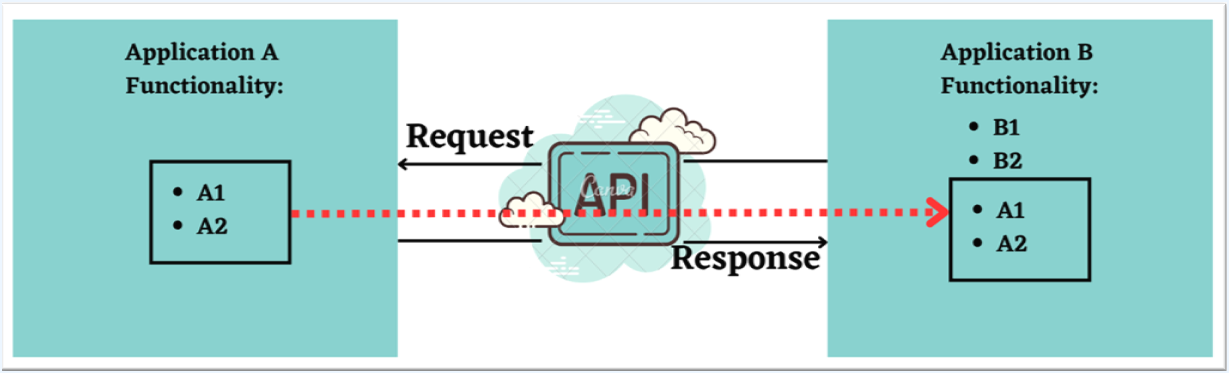 Application A
Functionality:
• A1
• A2
Request
API
Canva
Response
Application B
Functionality:
• B1
• B2
• A1
• A2